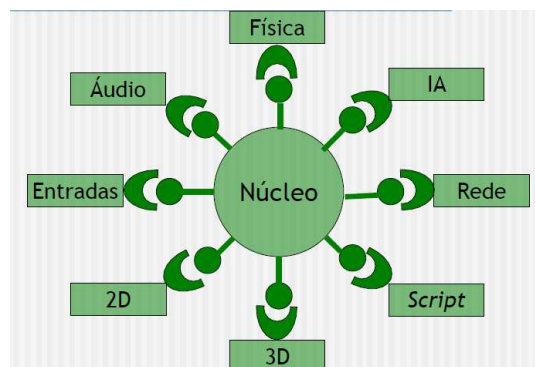 Física
Áudio
IA
Entradas
Núcleo
Rede
2D
Script
3D